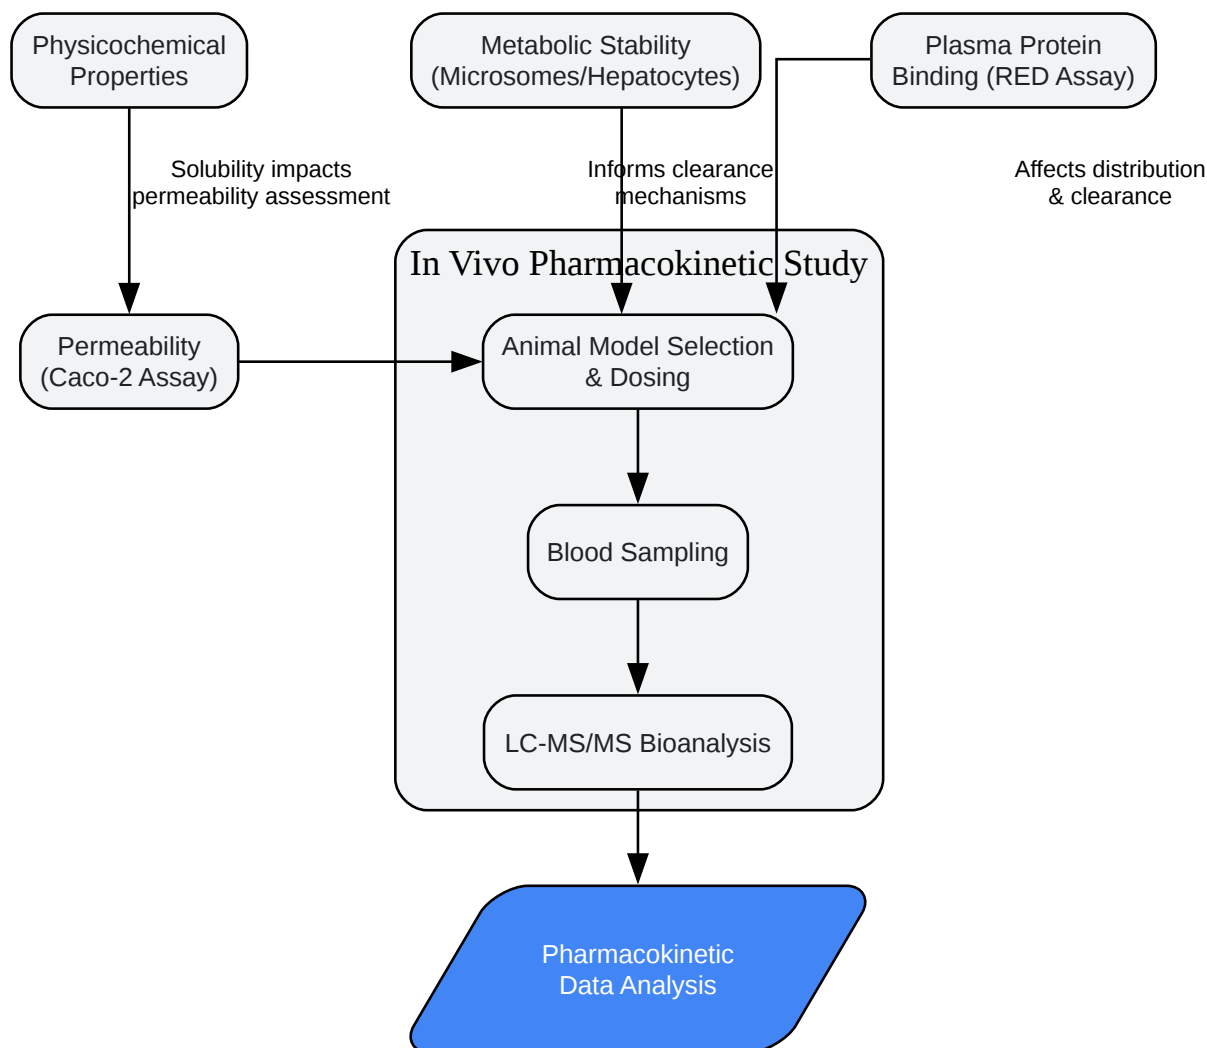 Physicochemical
Properties
Metabolic Stability
(Microsomes/Hepatocytes)
Plasma Protein
Binding (RED Assay)
Solubility impacts
permeability assessment
Informs clearance
mechanisms
Affects distribution
& clearance
In Vivo Pharmacokinetic Study
Permeability
(Caco-2 Assay)
Animal Model Selection
& Dosing
Blood Sampling
LC-MS/MS Bioanalysis
Pharmacokinetic
Data Analysis